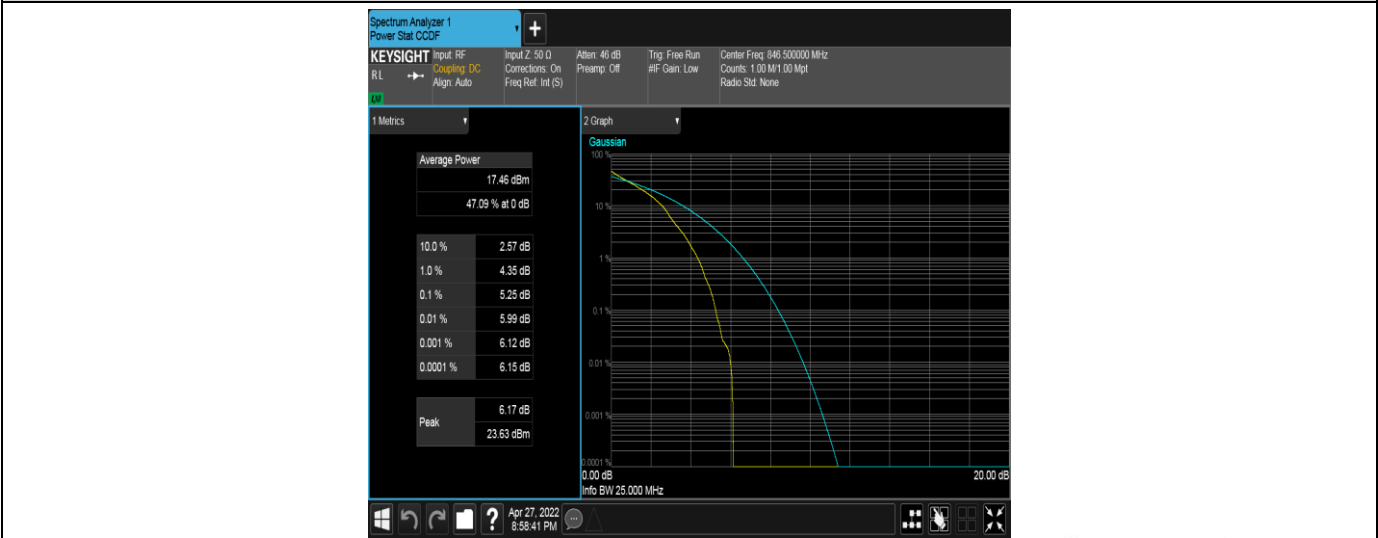 Spectrum Analyzer 1
Power Stat CCDF
KEYSIGHT
RL
Input: RF
Coupling: DC
Align: Auto
Input Z: 50 Ω
Corrections: On
Freq Ref: Int (S)
Atten: 46 dB
Preamp: Off
Trig: Free Run
#IF Gain: Low
Center Freq: 846.500000 MHz
Counts: 1.00 M/1.00 Mpt
Radio Std: None
1 Metrics
Average Power
17.46 dBm
47.09 % at 0 dB
10.0 % 2.57 dB
1.0 % 4.35 dB
0.1 % 5.25 dB
0.01 % 5.99 dB
0.001 % 6.12 dB
0.0001 % 6.15 dB
Peak 6.17 dB
23.63 dBm
2 Graph
Gaussian
100 %
10 %
1 %
0.1 %
0.01 %
0.001 %
0.0001 %
0.00 dB 20.00 dB
Info BW 25.000 MHz
Apr 27, 2022
8:58:41 PM